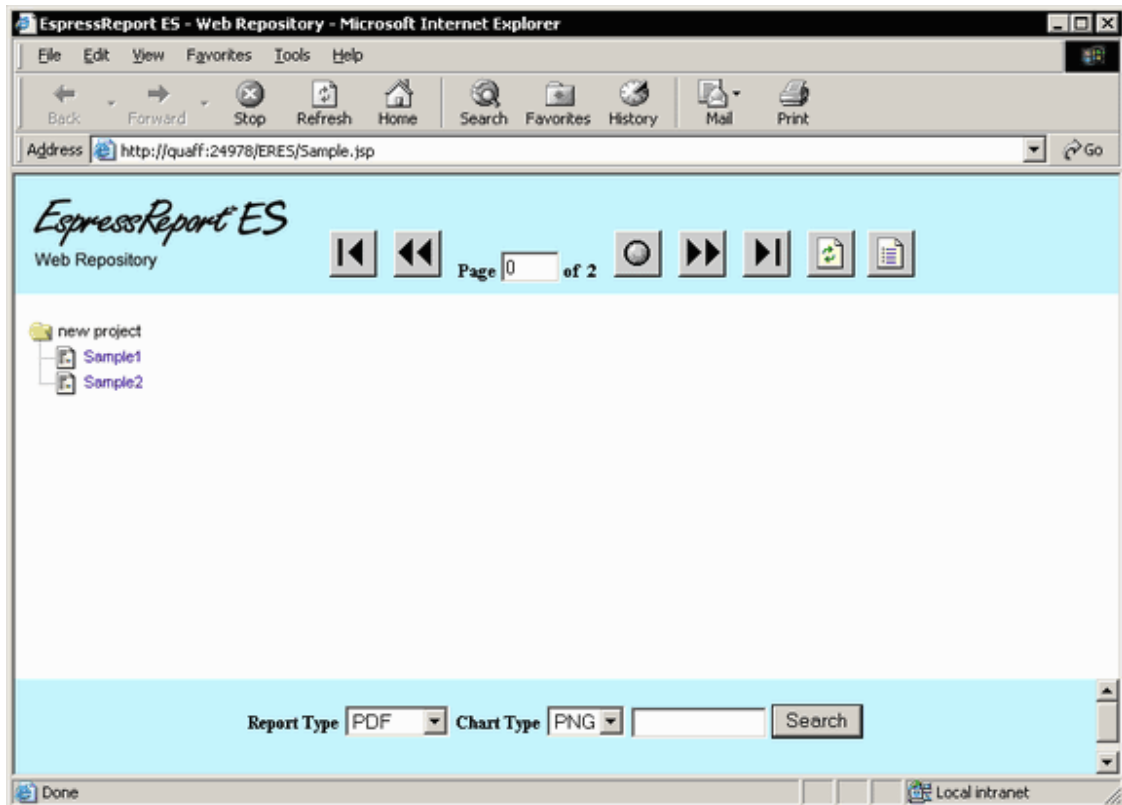 EspressReport ES - Web Repository - Microsoft Internet Explorer
File Edit View Favorites Tools Help
Back Forward Stop Refresh Home Search Favorites History Mail Print
Address http://quaff:24978/ERES/Sample.jsp Go
EspressReport ES
Web Repository
Page 0 of 2
new project
Sample1
Sample2
Report Type PDF Chart Type PNG Search
Done Local intranet